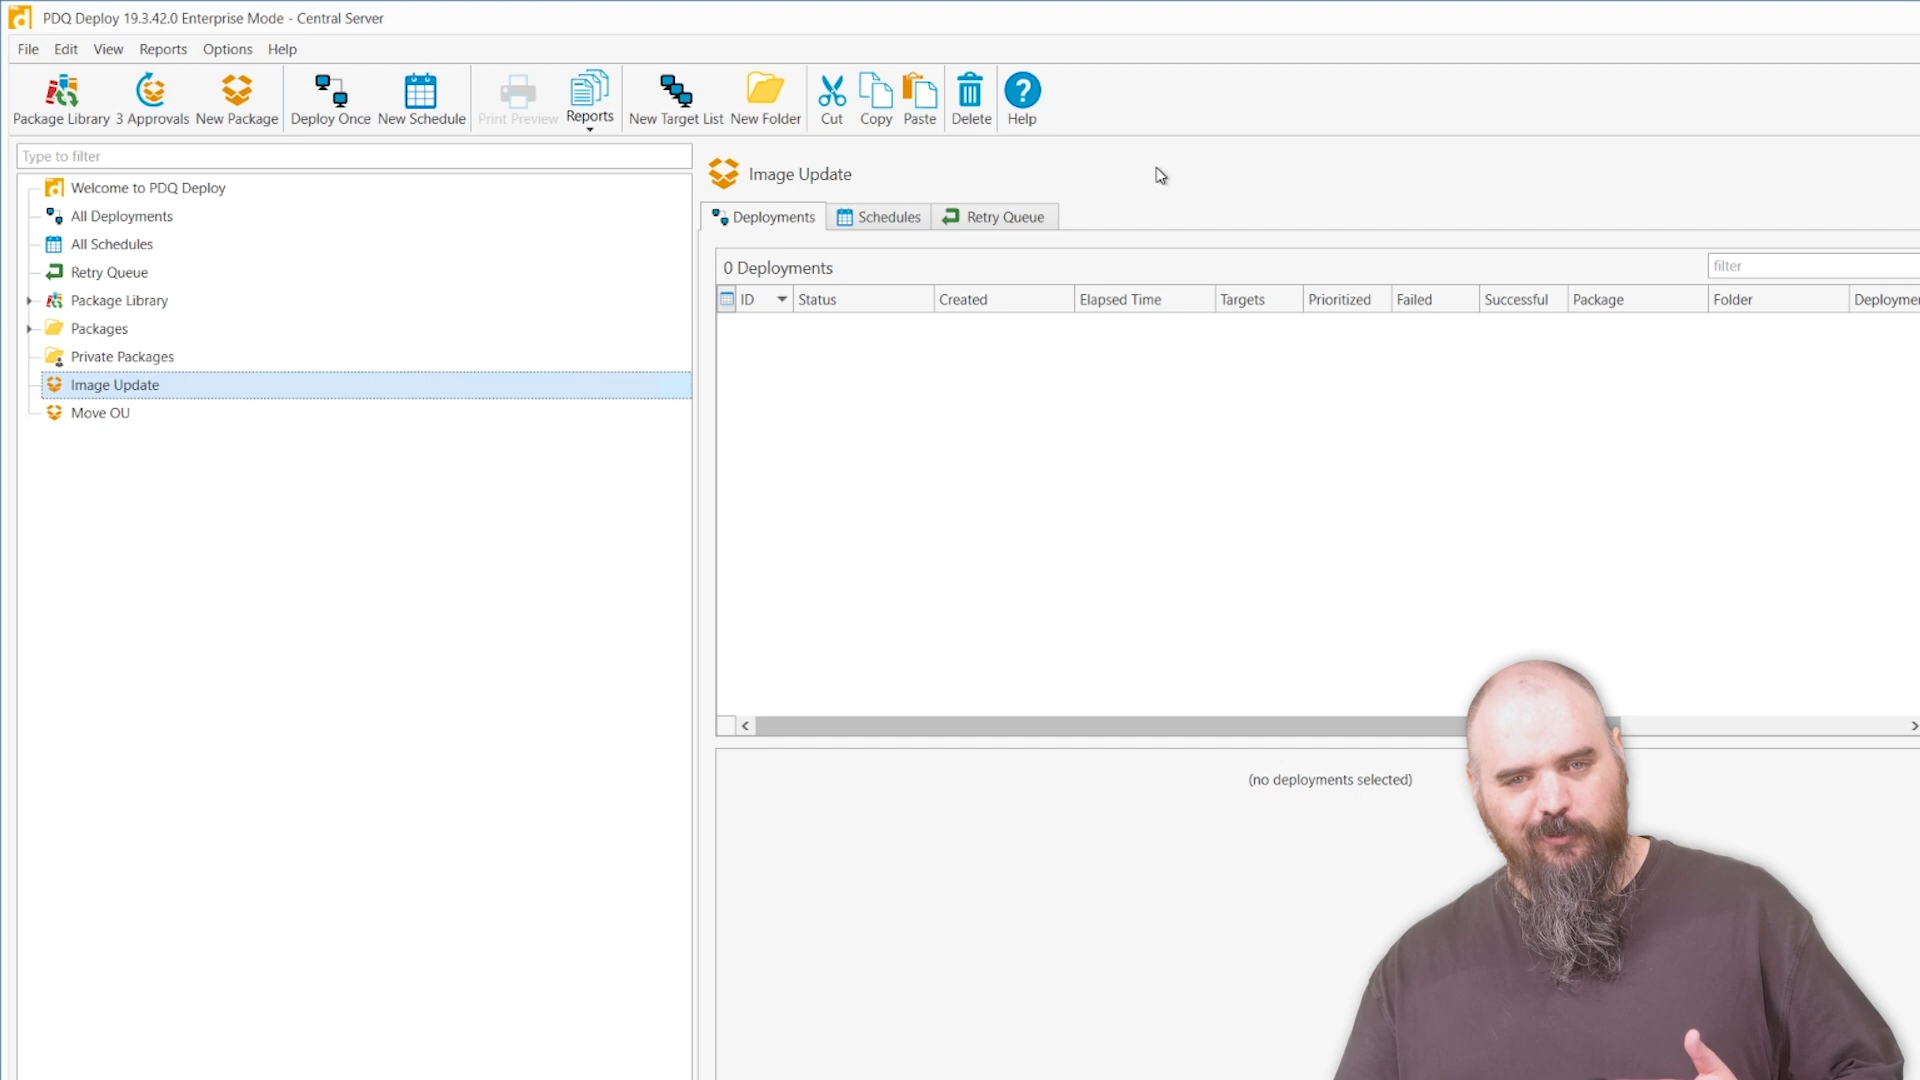 PDQ Deploy 19.3.42.0 Enterprise Mode - Central Server
File Edit View Reports Options Help
Package Library 3 Approvals New Package Deploy Once New Schedule Print Preview Reports New Target List New Folder Cut Copy Paste Delete Help
Type to filter
Welcome to PDQ Deploy
All Deployments
All Schedules
Retry Queue
Package Library
Packages
Private Packages
Image Update
Move OU
Image Update
Deployments Schedules Retry Queue
0 Deployments filter
ID Status Created Elapsed Time Targets Prioritized Failed Successful Package Folder Deploymen
(no deployments selected)